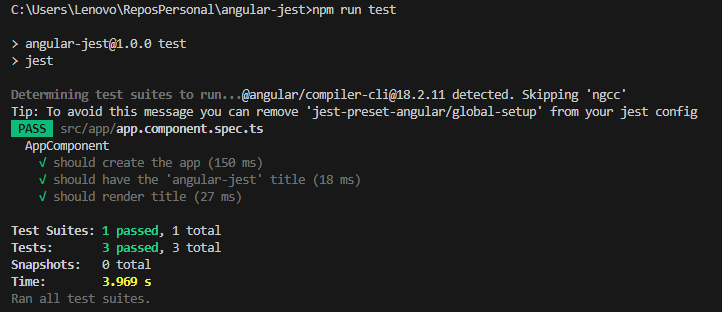 C:\Users\Lenovo\ReposPersonal\angular-jest>npm run test
> angular-jest@1.0.0 test
> jest
Determining test suites to run...@angular/compiler-cli@18.2.11 detected. Skipping 'ngcc'
Tip: To avoid this message you can remove 'jest-preset-angular/global-setup' from your jest config
PASS src/app/app.component.spec.ts
AppComponent
√ should create the app (150 ms)
√ should have the 'angular-jest' title (18 ms)
√ should render title (27 ms)
Test Suites: 1 passed, 1 total
Tests: 3 passed, 3 total
Snapshots: 0 total
Time: 3.969 s
Ran all test suites.